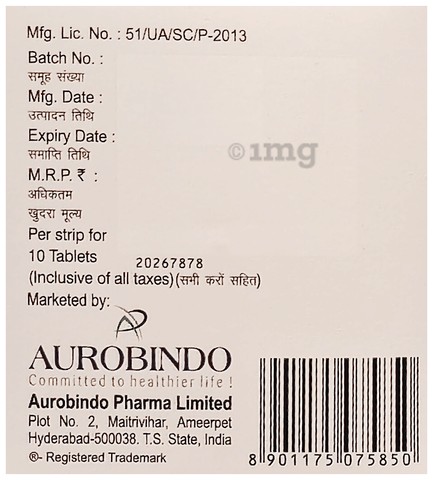 Mfg. Lic. No. : 51/UA/SC/P-2013
Batch No. :
समूह संख्या
Mfg. Date :
उत्पादन तिथि
Expiry Date :
समाप्ति तिथि
©1mg
M.R.P. ₹ :
अधिकतम
खुदरा मूल्य
Per strip for
10 Tablets
20267878
(Inclusive of all taxes) (सभी करों सहित)
Marketed by:
AUROBINDO
Committed to healthier life !
Aurobindo Pharma Limited
Plot No. 2, Maitrivihar, Ameerpet
Hyderabad-500038. T.S. State, India
®- Registered Trademark
8 901175 075850